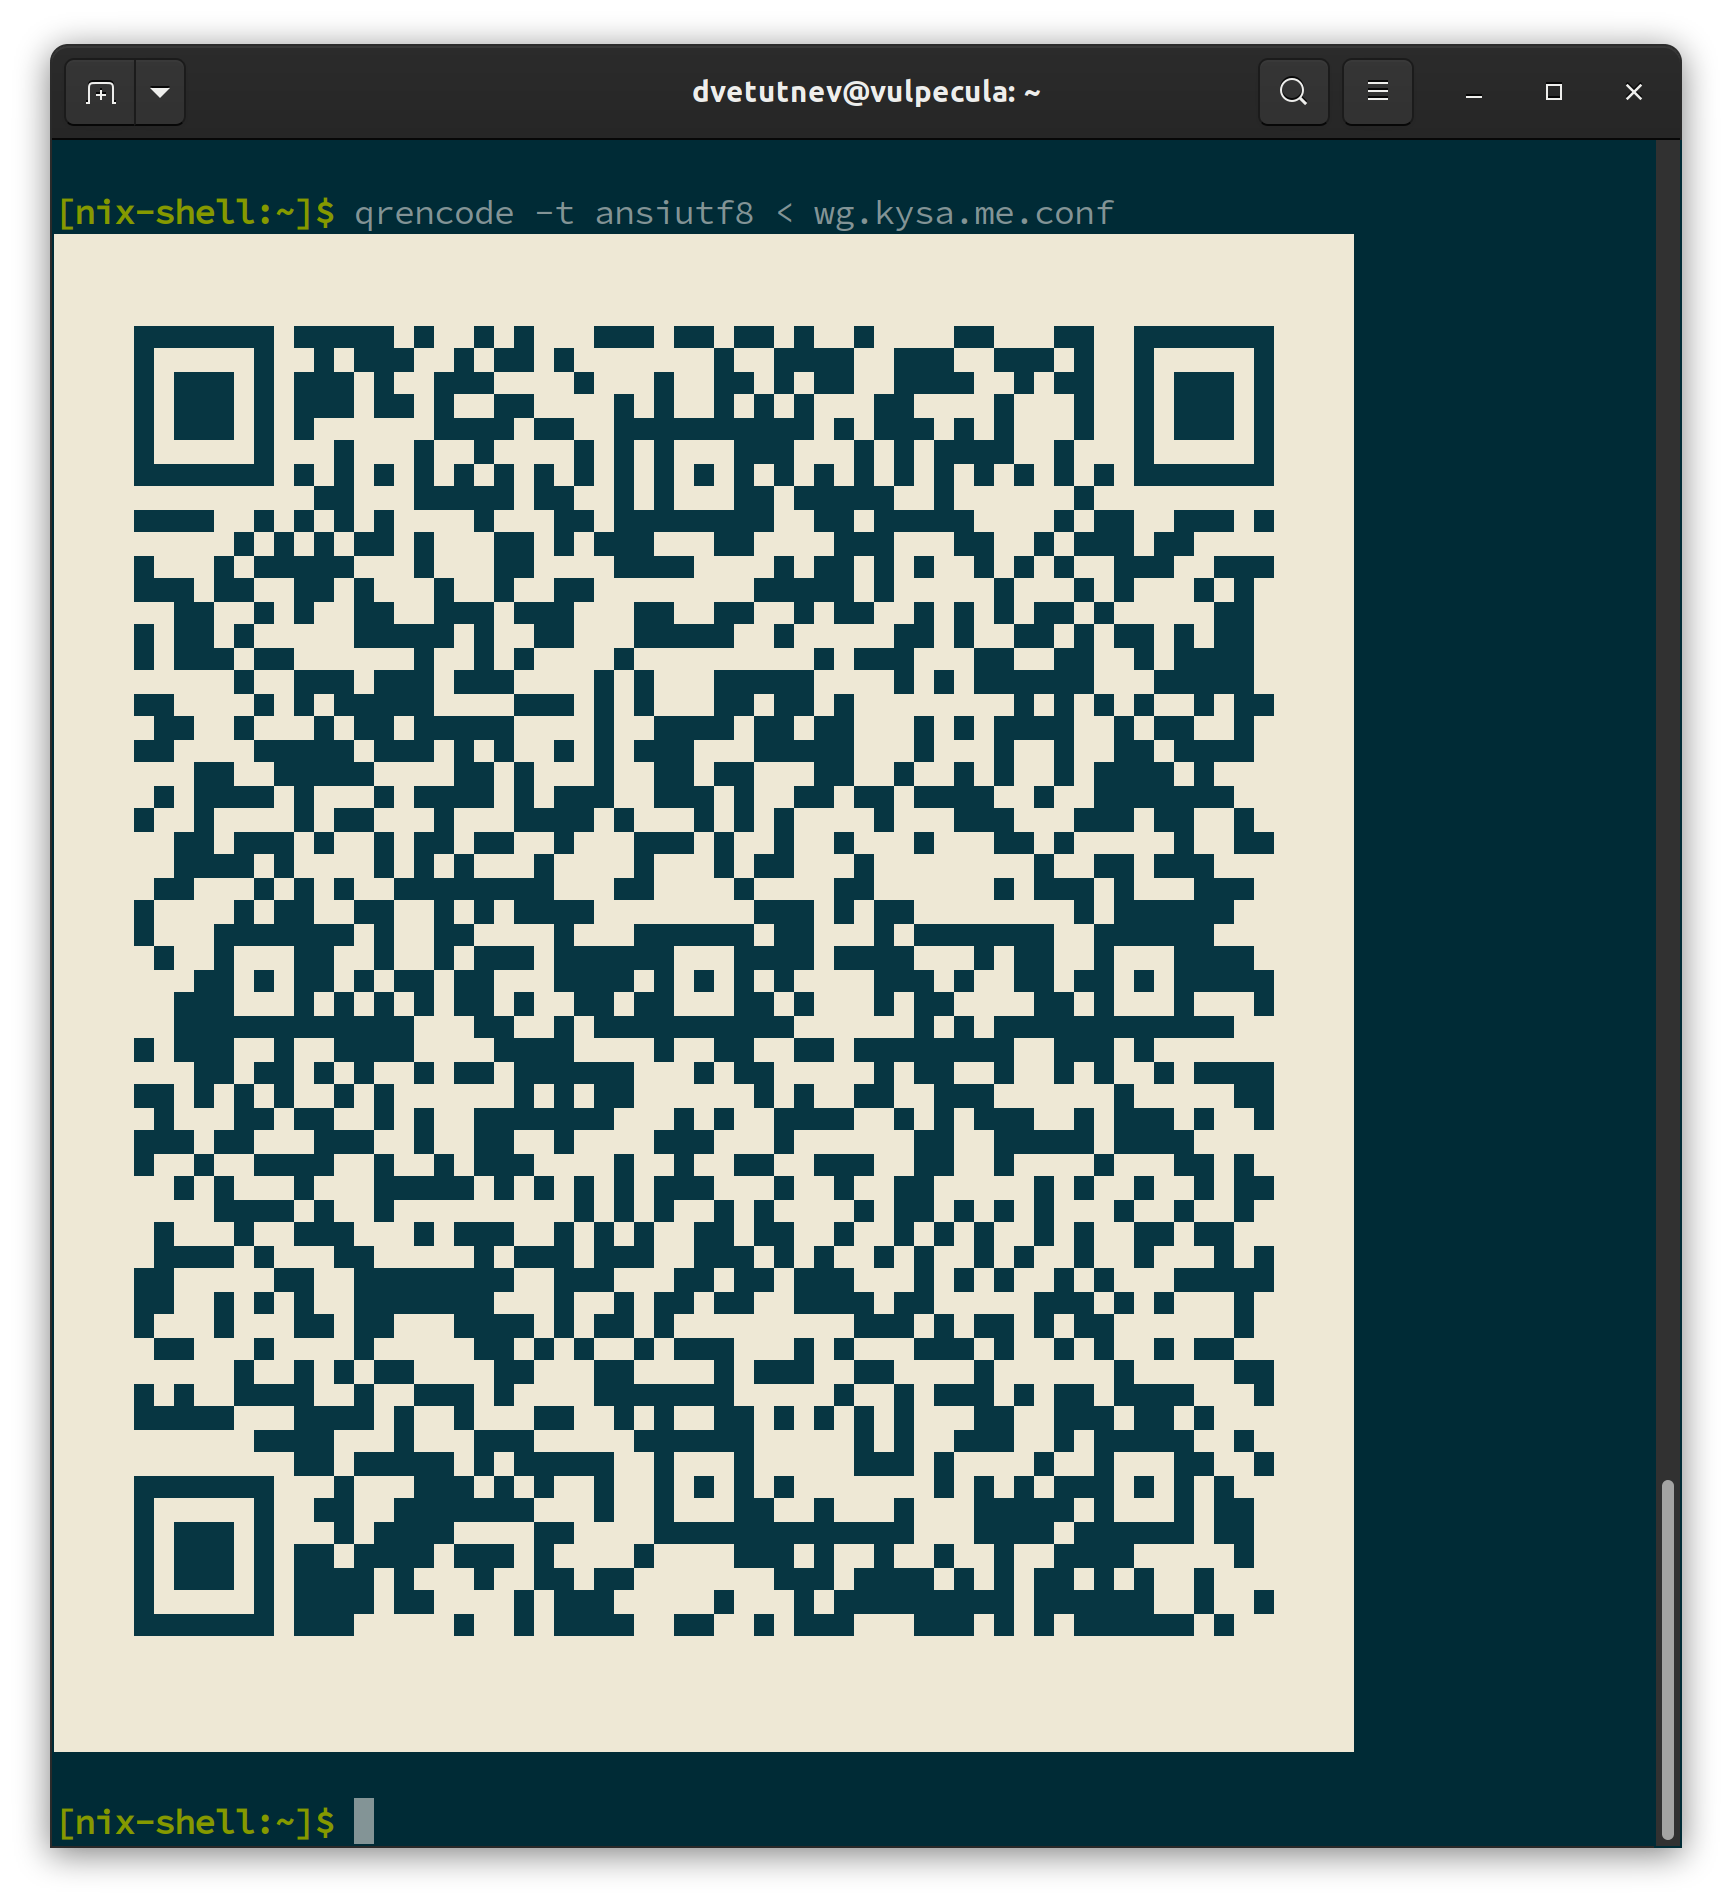 dvetutnev@vulpecula: ~
[nix-shell:~]$ qrencode -t ansiutf8 < wg.kysa.me.conf
[nix-shell:~]$